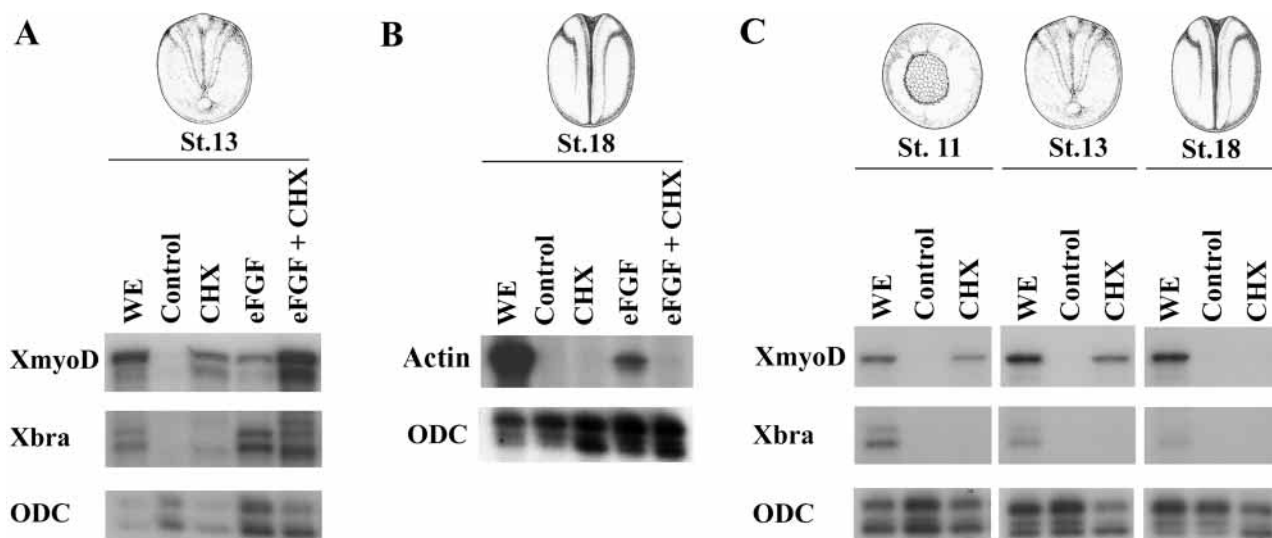 A
B
C
St.13
St.18
St. 11
St.13
St.18
WE
Control
CHX
eFGF
eFGF + CHX
XmyoD
Xbra
ODC
WE
Control
CHX
eFGF
eFGF + CHX
Actin
ODC
WE
Control
CHX
WE
Control
CHX
WE
Control
CHX
XmyoD
Xbra
ODC